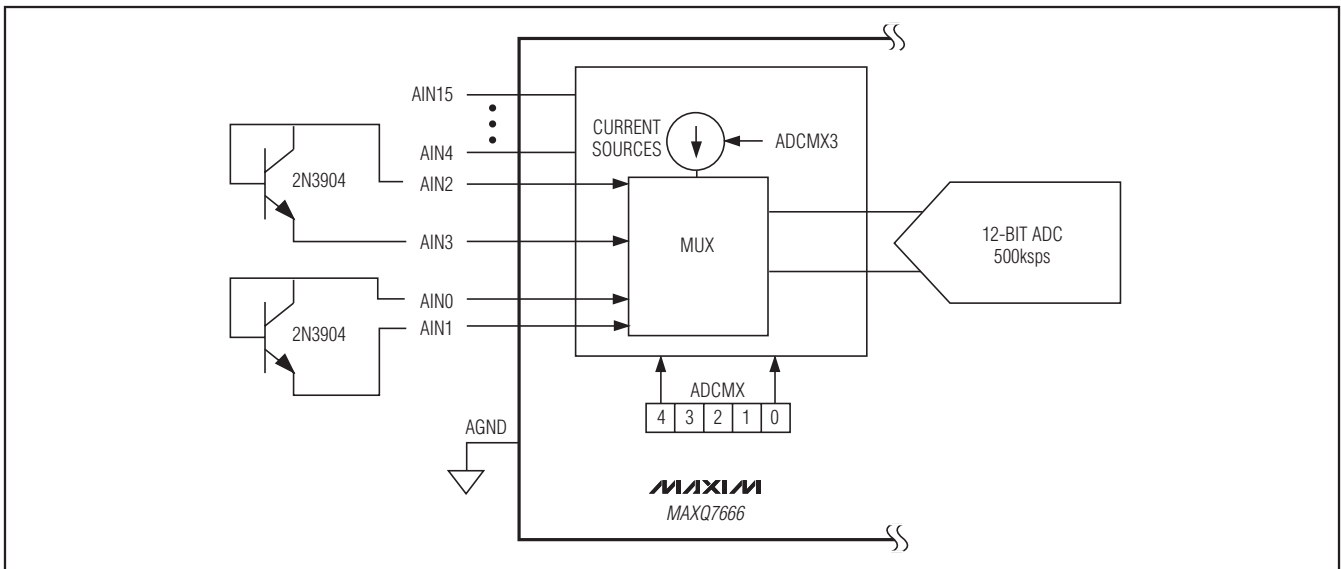 AIN15
CURRENT
SOURCES
ADCMX3
AIN4
2N3904
AIN2
12-BIT ADC
500ksps
AIN3
MUX
AIN0
2N3904
AIN1
ADCMX
4 3 2 1 0
AGND
MAXIM
MAXQ7666